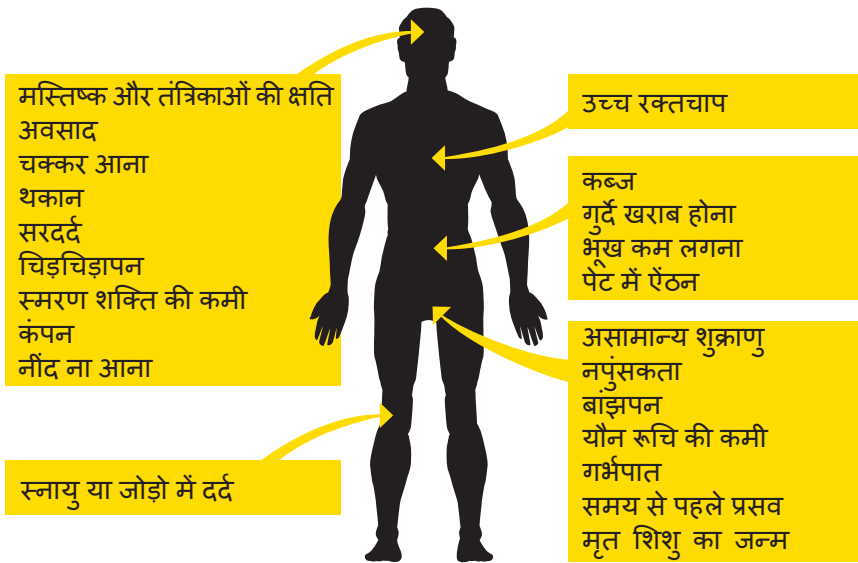 मस्तिष्क और तंत्रिकाओं की क्षति
अवसाद
चक्कर आना
थकान
सरदर्द
चिड़चिड़ापन
स्मरण शक्ति की कमी
कंपन
नींद ना आना
स्नायु या जोड़ो में दर्द
उच्च रक्तचाप
कब्ज
गुर्दे खराब होना
भूख कम लगना
पेट में ऐंठन
असामान्य शुक्राणु
नपुंसकता
बांझपन
यौन रूचि की कमी
गर्भपात
समय से पहले प्रसव
मृत शिशु का जन्म